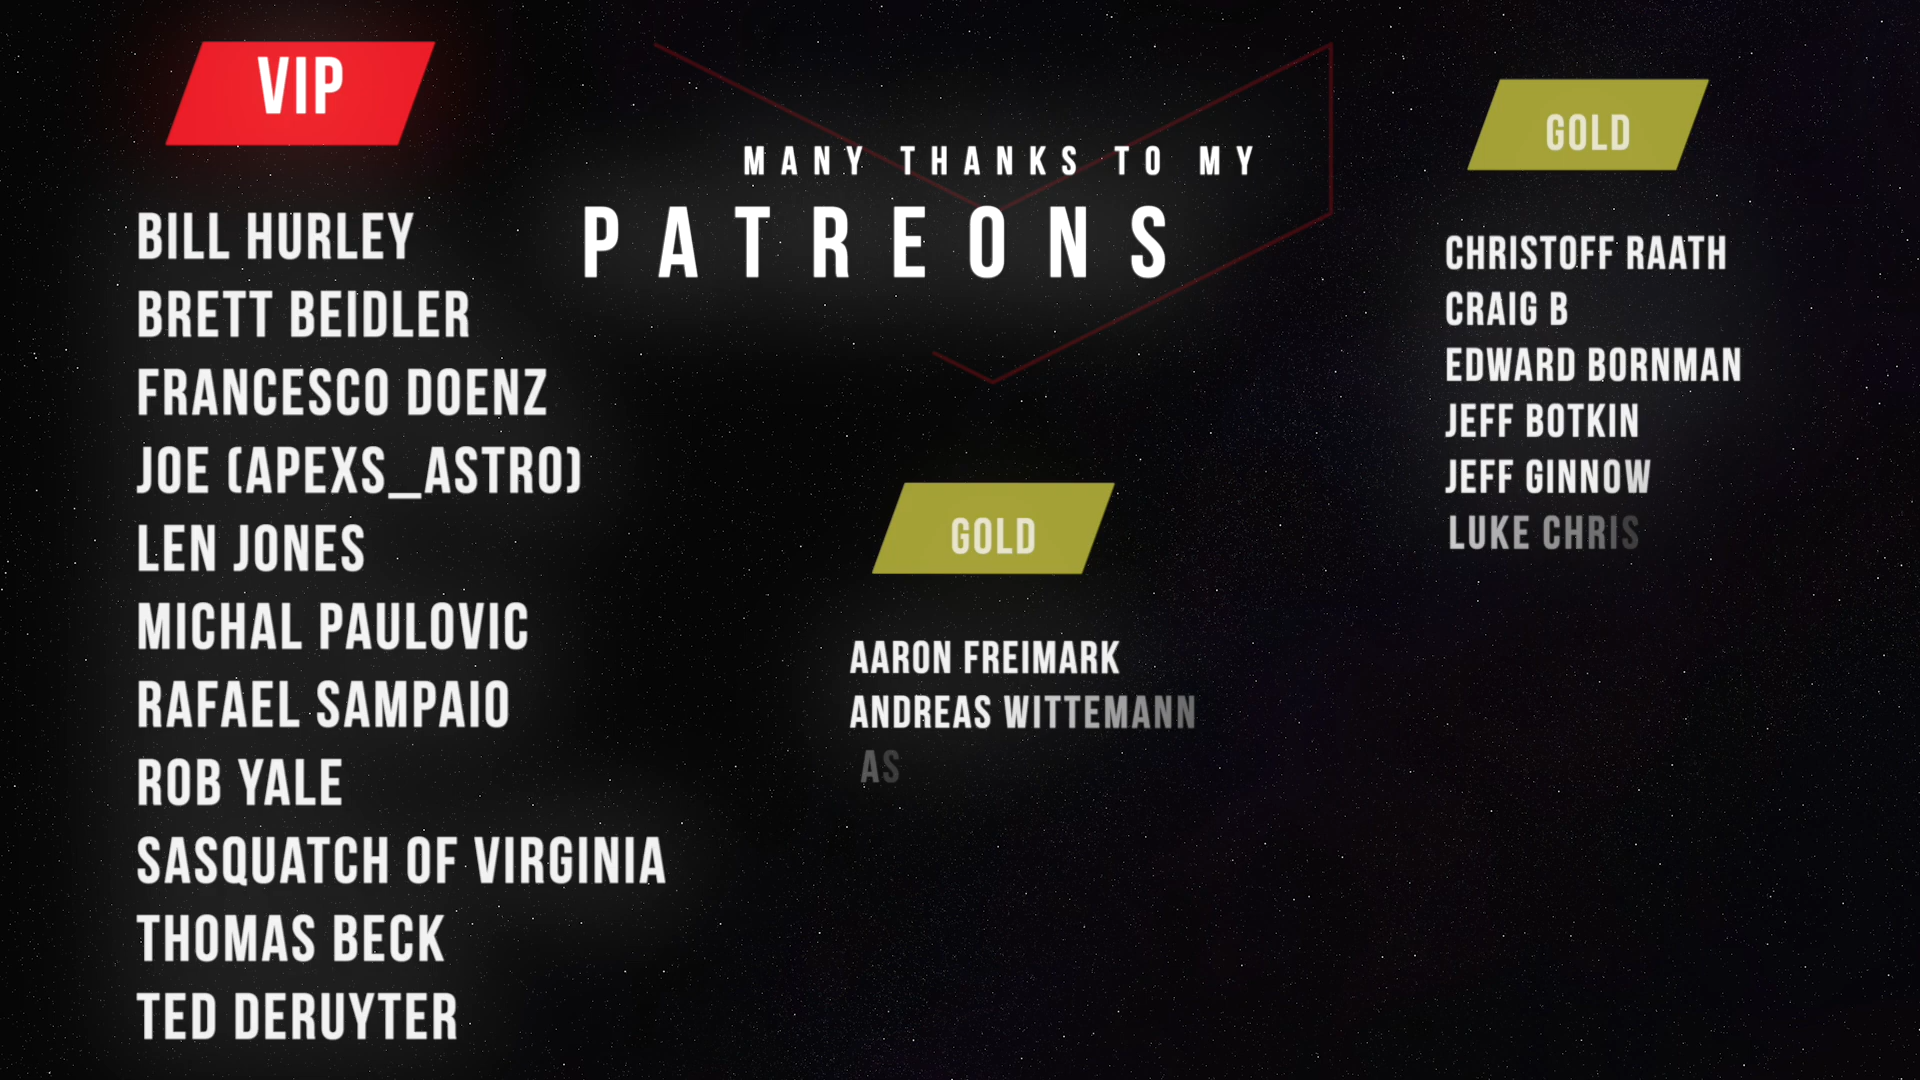 VIP
BILL HURLEY
BRETT BEIDLER
FRANCESCO DOENZ
JOE (APEXS_ASTRO)
LEN JONES
MICHAL PAULOVIC
RAFAEL SAMPAIO
ROB YALE
SASQUATCH OF VIRGINIA
THOMAS BECK
TED DERUYTER
MANY THANKS TO MY
PATREONS
GOLD
AARON FREIMARK
ANDREAS WITTEMANN
AS
GOLD
CHRISTOFF RAATH
CRAIG B
EDWARD BORNMAN
JEFF BOTKIN
JEFF GINNOW
LUKE CHRIS